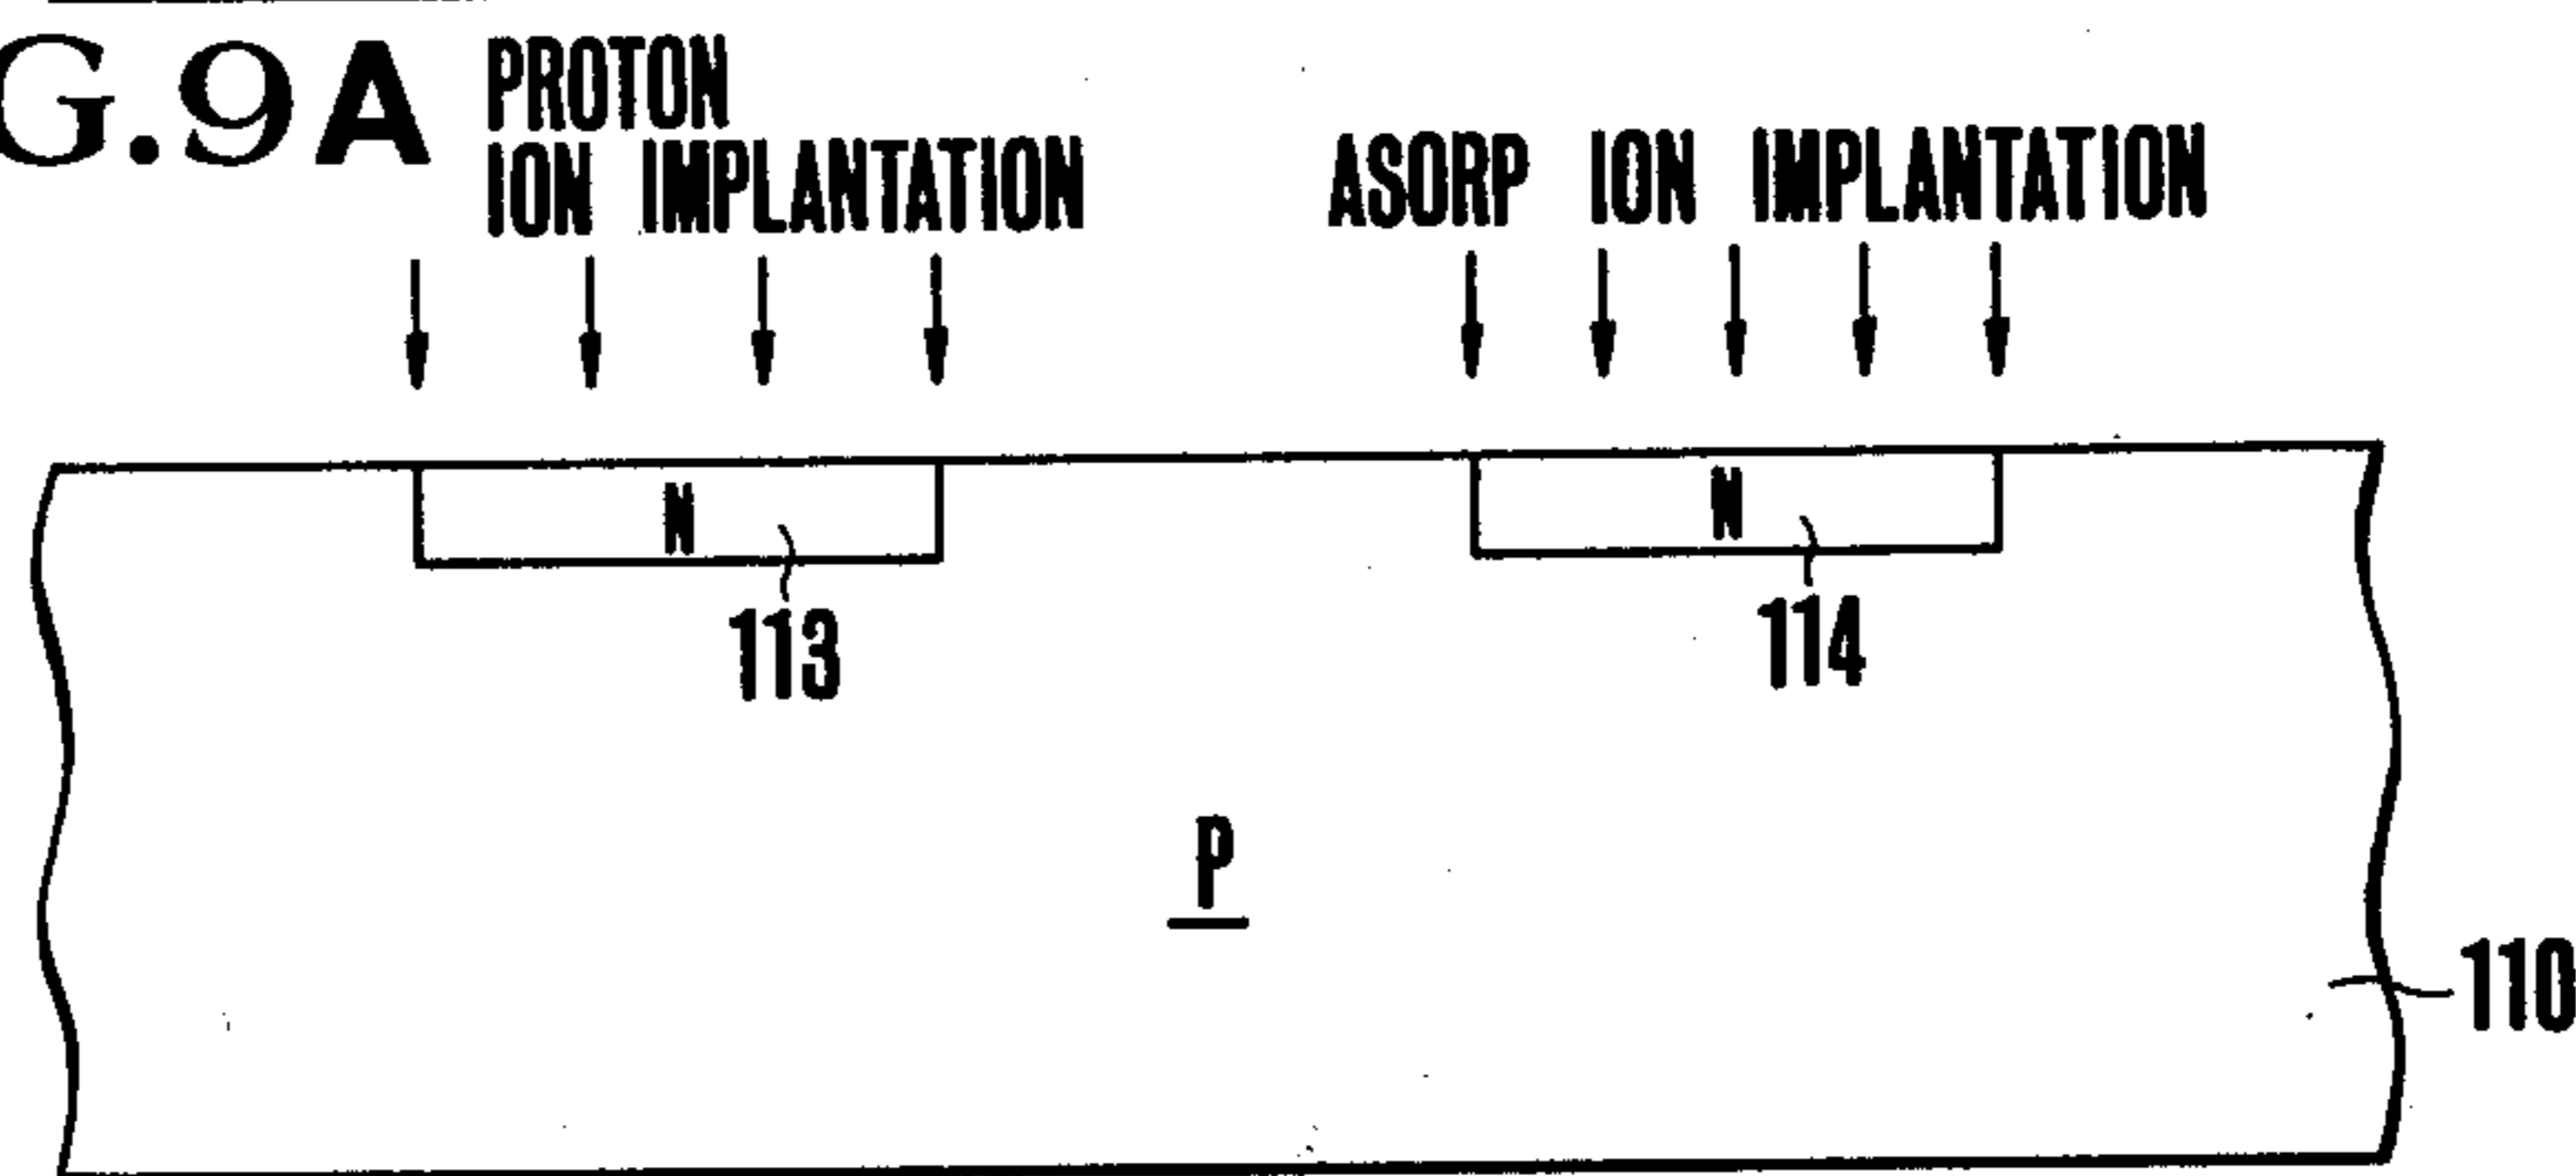 G.9A
PROTON
ION IMPLANTATION
ASORP ION IMPLANTATION
N
N
113
114
P
110